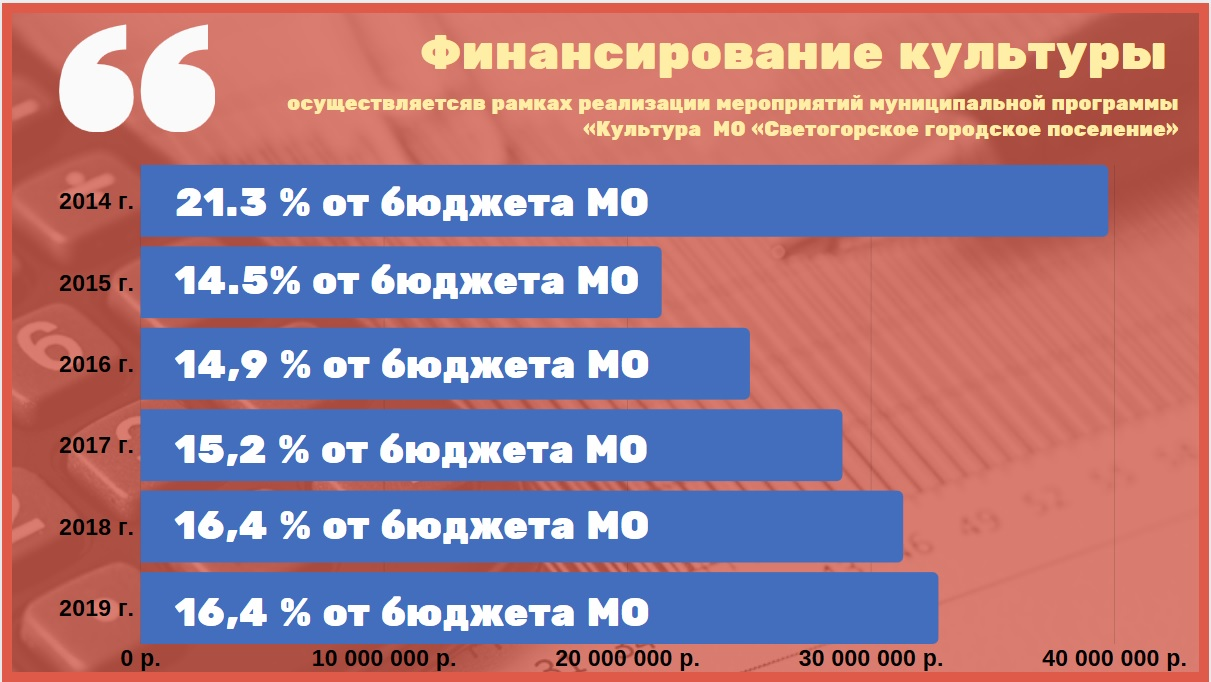 Финансирование культуры
осуществляетсяв рамках реализации мероприятий муниципальной программы
«Культура МО «Светогорское городское поселение»
2014 г. 21.3 % от бюджета МО
2015 г. 14.5% от бюджета МО
2016 г. 14,9 % от бюджета МО
2017 г. 15,2 % от бюджета МО
2018 г. 16,4 % от бюджета МО
2019 г. 16,4 % от бюджета МО
0 р. 10 000 000 р. 20 000 000 р. 30 000 000 р. 40 000 000 р.